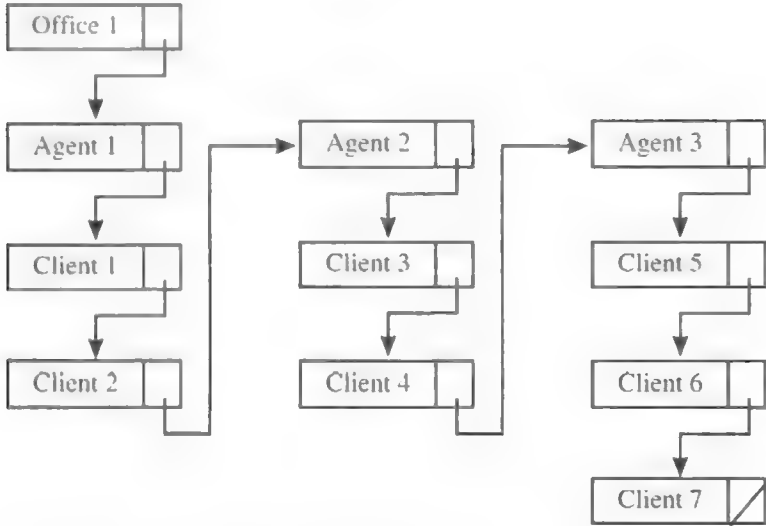 Office 1
Agent 1
Agent 2
Agent 3
Client 1
Client 3
Client 5
Client 2
Client 4
Client 6
Client 7